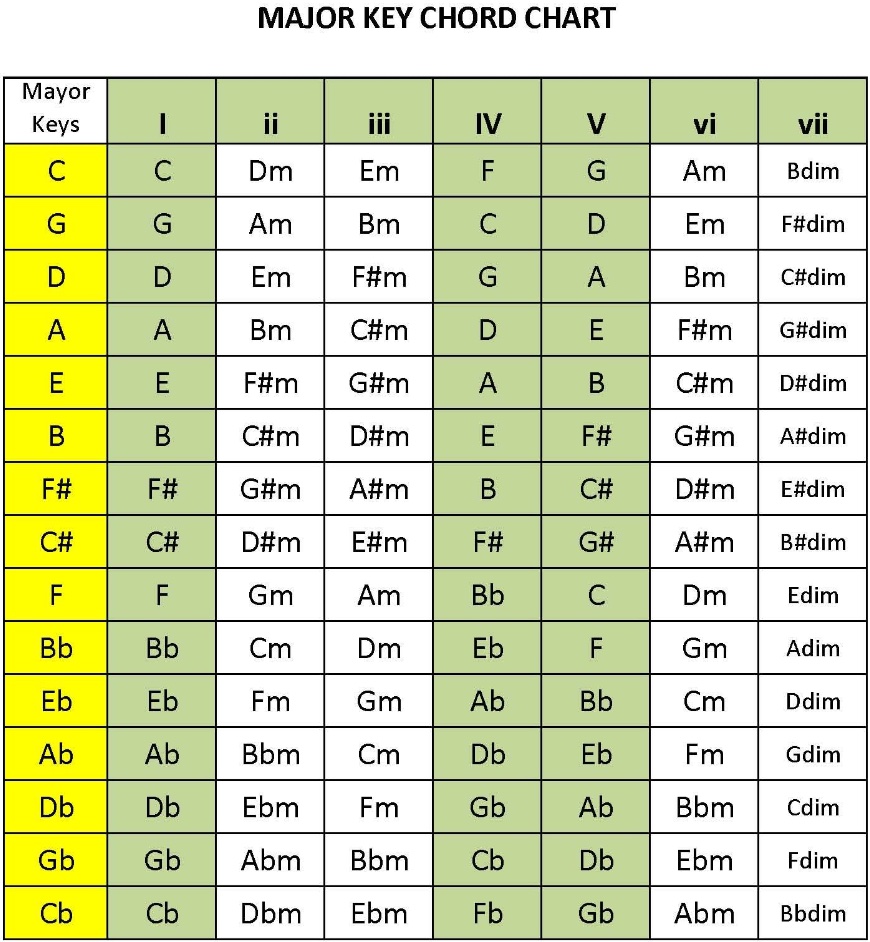 MAJOR KEY CHORD CHART
Mayor
Keys I ii iii IV V vi vii
C C Dm Em F G Am Bdim
G G Am Bm C D Em F#dim
D D Em F#m G A Bm C#dim
A A Bm C#m D E F#m G#dim
E E F#m G#m A B C#m D#dim
B B C#m D#m E F# G#m A#dim
F# F# G#m A#m B C# D#m E#dim
C# C# D#m E#m F# G# A#m B#dim
F F Gm Am Bb C Dm Edim
Bb Bb Cm Dm Eb F Gm Adim
Eb Eb Fm Gm Ab Bb Cm Ddim
Ab Ab Bbm Cm Db Eb Fm Gdim
Db Db Ebm Fm Gb Ab Bbm Cdim
Gb Gb Abm Bbm Cb Db Ebm Fdim
Cb Cb Dbm Ebm Fb Gb Abm Bbdim